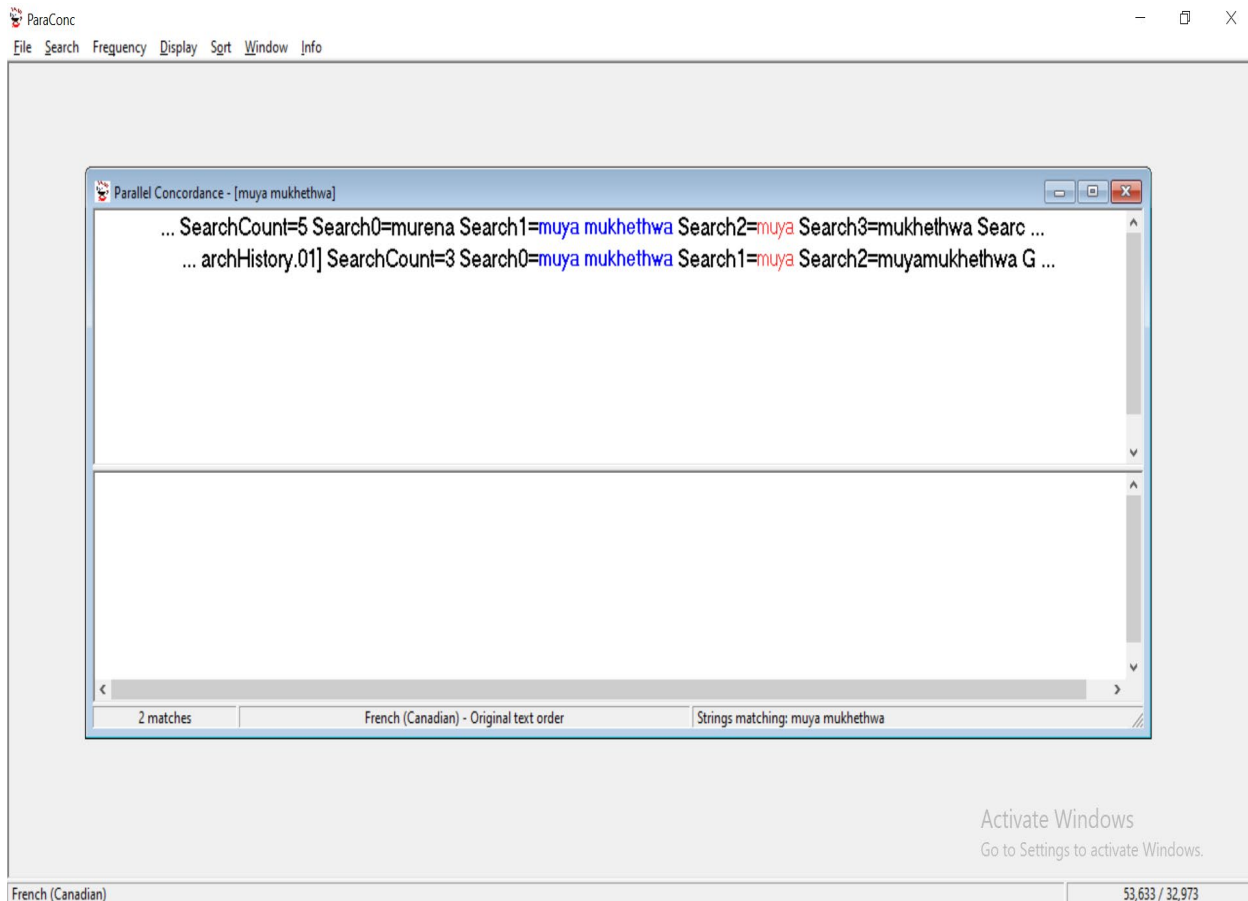 ParaConc
File Search Frequency Display Sort Window Info
Parallel Concordance - [muya mukhethwa]
... SearchCount=5 Search0=murena Search1=muya mukhethwa Search2=muya Search3=mukhethwa Searc ...
... archHistory.01] SearchCount=3 Search0=muya mukhethwa Search1=muya Search2=muyamukhethwa G ...
2 matches French (Canadian) - Original text order Strings matching: muya mukhethwa
Activate Windows
Go to Settings to activate Windows.
French (Canadian) 53,633 / 32,973